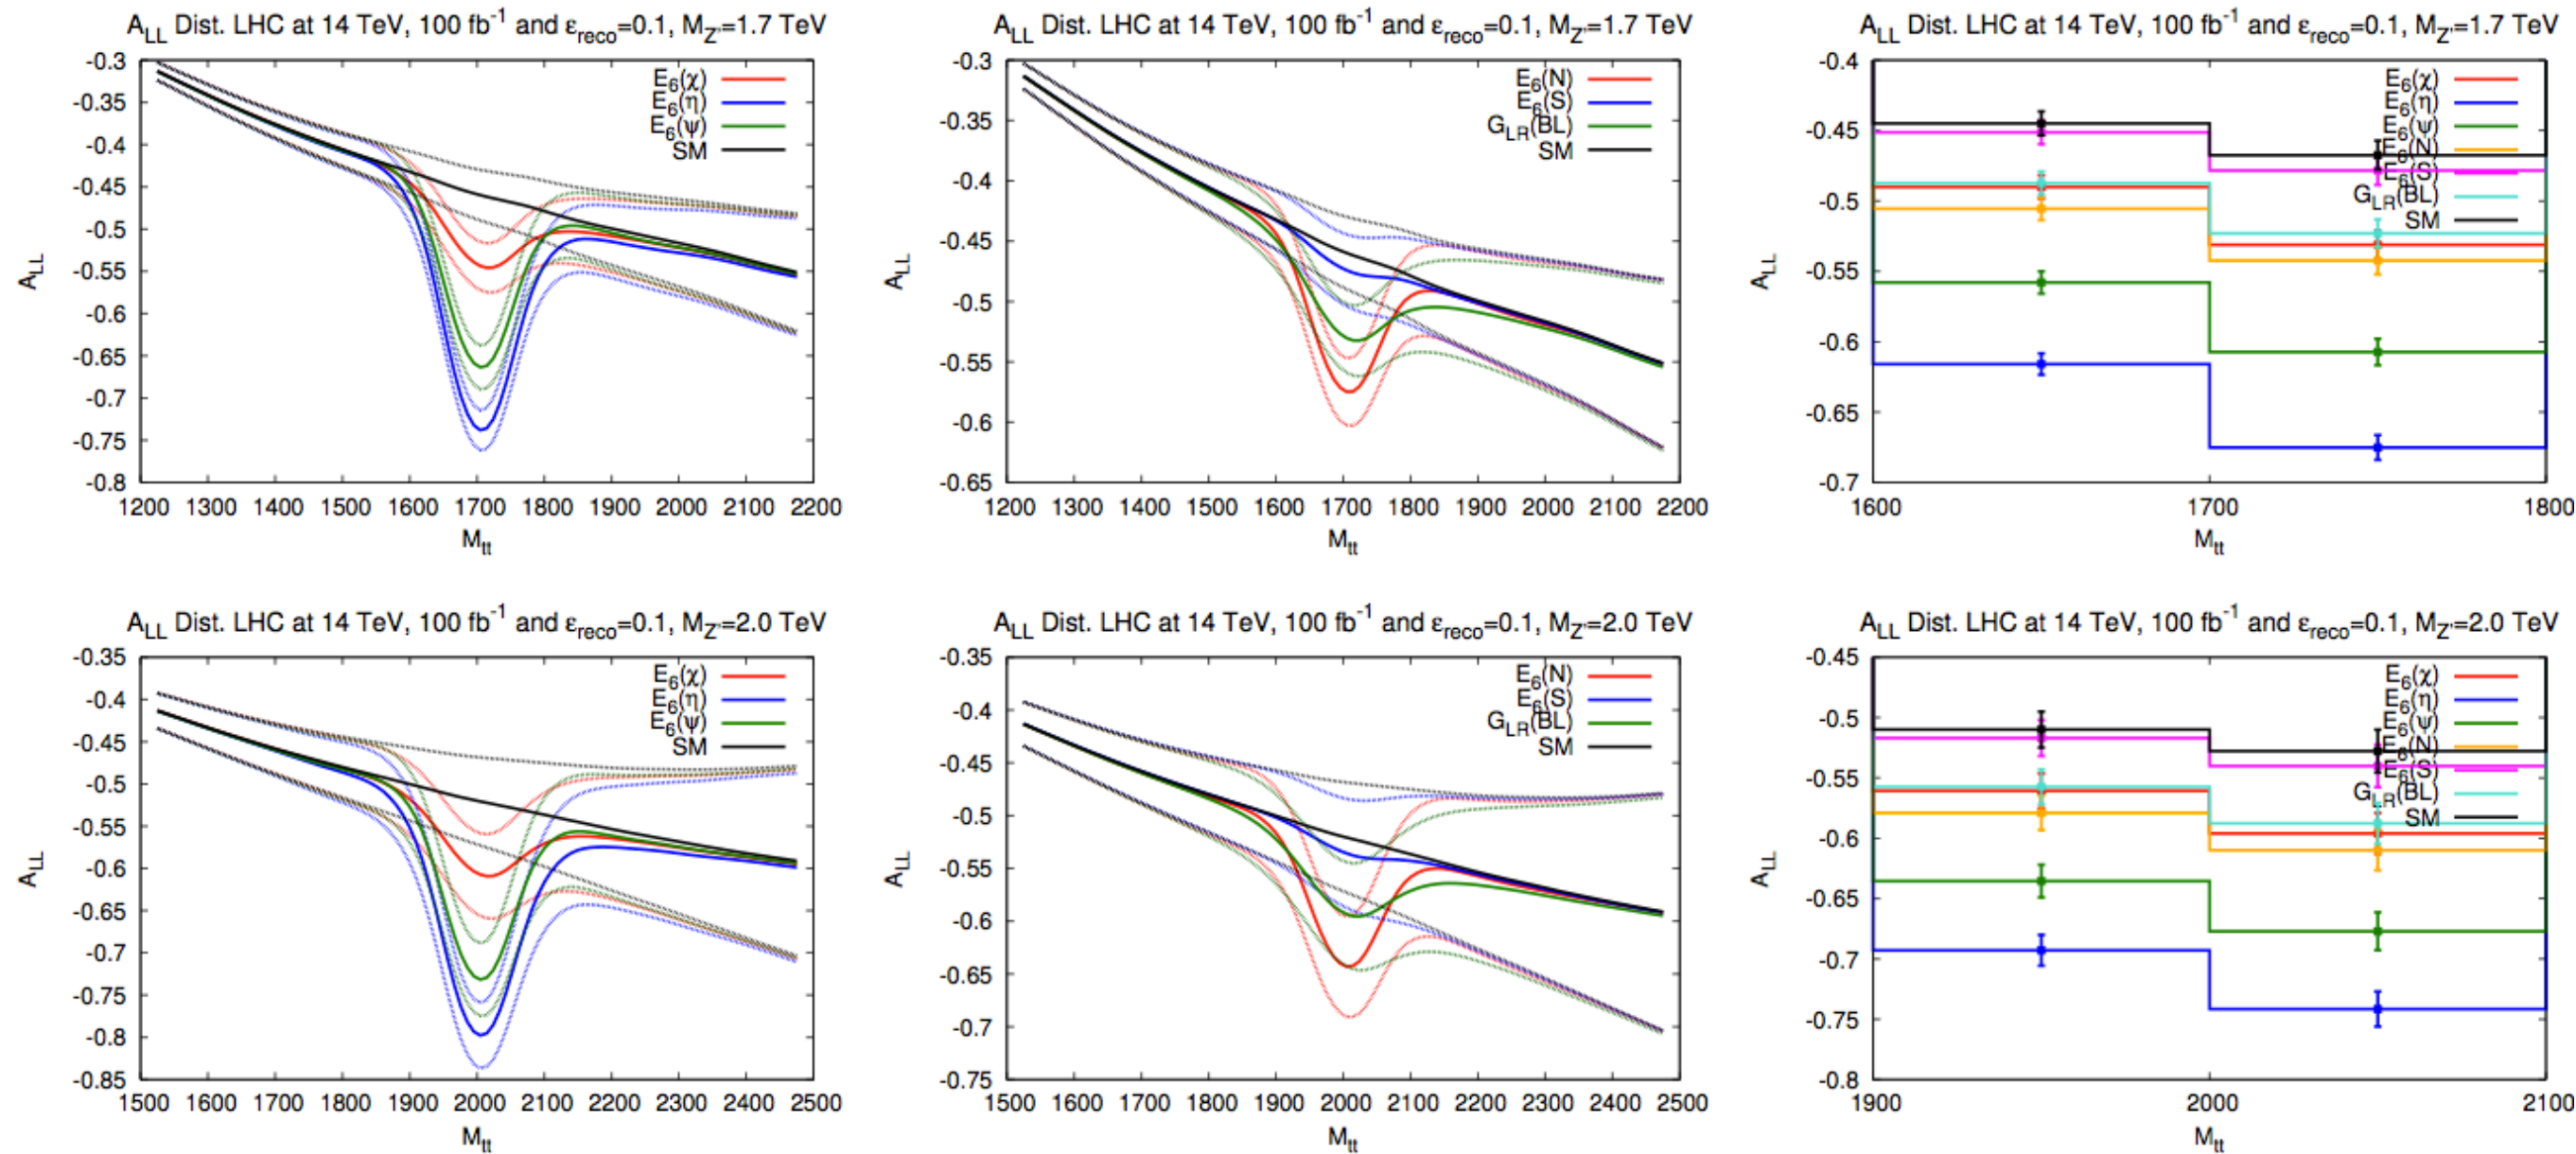 A_LL Dist. LHC at 14 TeV, 100 fb^-1 and ε_reco=0.1, M_Z'=1.7 TeV
-0.3
-0.35
-0.4
-0.45
-0.5
-0.55
-0.6
-0.65
-0.7
-0.75
-0.8
A_LL
E_6(χ)
E_6(η)
E_6(ψ)
SM
1200 1300 1400 1500 1600 1700 1800 1900 2000 2100 2200
M_tt
A_LL Dist. LHC at 14 TeV, 100 fb^-1 and ε_reco=0.1, M_Z'=1.7 TeV
-0.3
-0.35
-0.4
-0.45
-0.5
-0.55
-0.6
-0.65
A_LL
E_6(N)
E_6(S)
G_LR(BL)
SM
1200 1300 1400 1500 1600 1700 1800 1900 2000 2100 2200
M_tt
A_LL Dist. LHC at 14 TeV, 100 fb^-1 and ε_reco=0.1, M_Z'=1.7 TeV
-0.4
-0.45
-0.5
-0.55
-0.6
-0.65
-0.7
A_LL
E_6(χ)
E_6(η)
E_6(ψ)
E_6(N)
E_6(S)
G_LR(BL)
SM
1600 1700 1800
M_tt
A_LL Dist. LHC at 14 TeV, 100 fb^-1 and ε_reco=0.1, M_Z'=2.0 TeV
-0.35
-0.4
-0.45
-0.5
-0.55
-0.6
-0.65
-0.7
-0.75
-0.8
-0.85
A_LL
E_6(χ)
E_6(η)
E_6(ψ)
SM
1500 1600 1700 1800 1900 2000 2100 2200 2300 2400 2500
M_tt
A_LL Dist. LHC at 14 TeV, 100 fb^-1 and ε_reco=0.1, M_Z'=2.0 TeV
-0.35
-0.4
-0.45
-0.5
-0.55
-0.6
-0.65
-0.7
-0.75
A_LL
E_6(N)
E_6(S)
G_LR(BL)
SM
1500 1600 1700 1800 1900 2000 2100 2200 2300 2400 2500
M_tt
A_LL Dist. LHC at 14 TeV, 100 fb^-1 and ε_reco=0.1, M_Z'=2.0 TeV
-0.45
-0.5
-0.55
-0.6
-0.65
-0.7
-0.75
-0.8
A_LL
E_6(χ)
E_6(η)
E_6(ψ)
E_6(N)
E_6(S)
G_LR(BL)
SM
1900 2000 2100
M_tt